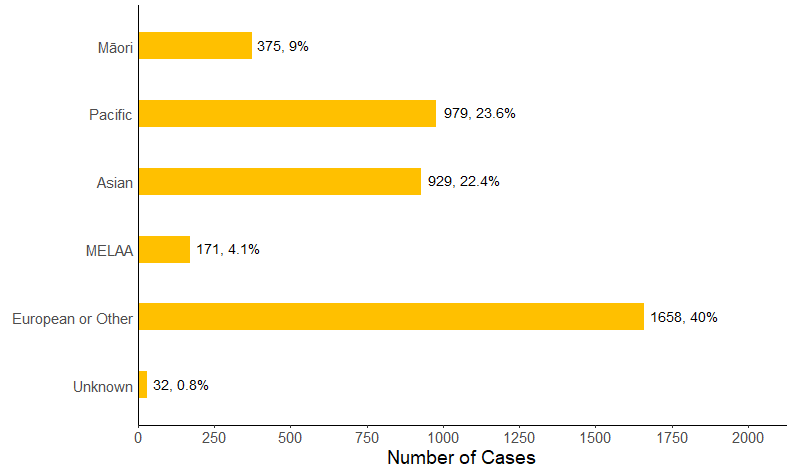 Māori 375, 9%
Pacific 979, 23.6%
Asian 929, 22.4%
MELAA 171, 4.1%
European or Other 1658, 40%
Unknown 32, 0.8%
0 250 500 750 1000 1250 1500 1750 2000
Number of Cases